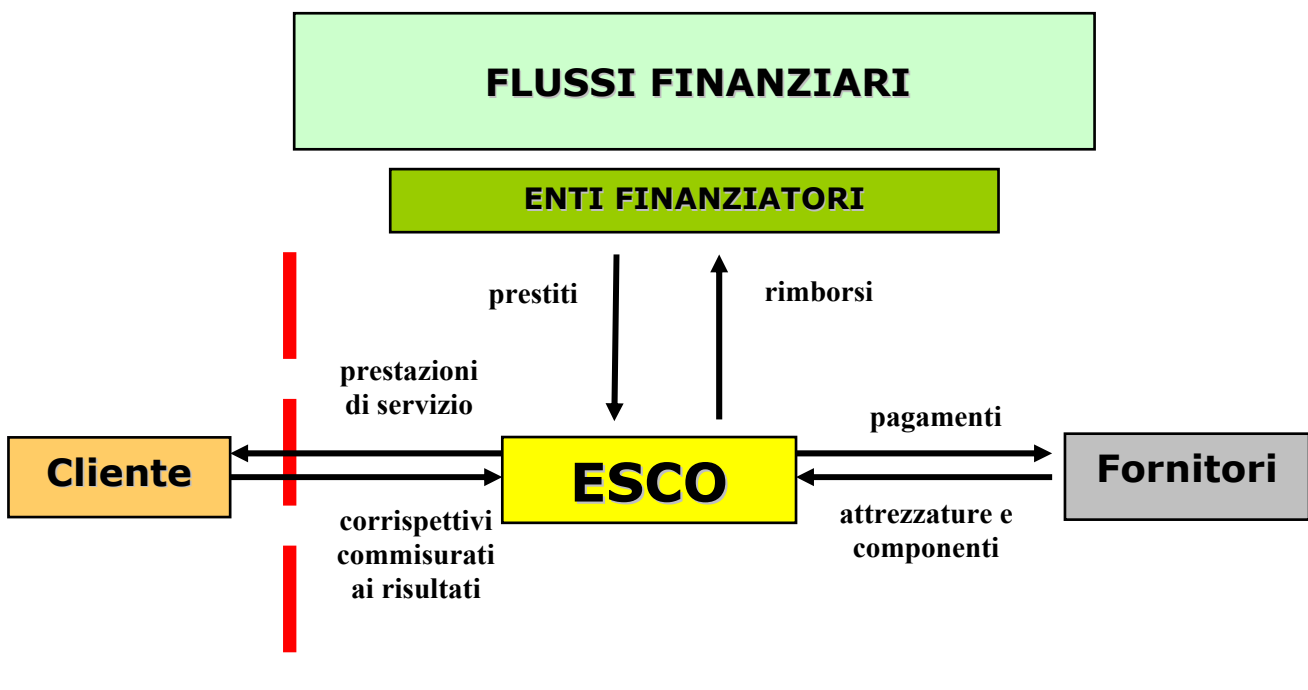 FLUSSI FINANZIARI
ENTI FINANZIATORI
prestiti
rimborsi
prestazioni
di servizio
pagamenti
Cliente
ESCO
Fornitori
corrispettivi
commisurati
ai risultati
attrezzature e
componenti